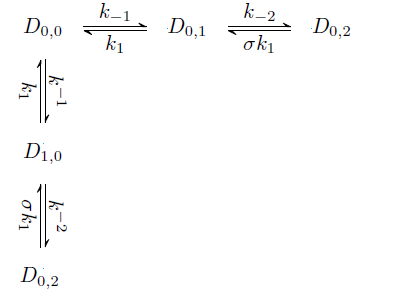 k₋₁ k₋₂
D₀,₀ D₀,₁ D₀,₂
k₁ σk₁
k₁ k₋₁
D₁,₀
σk₁ k₋₂
D₀,₂